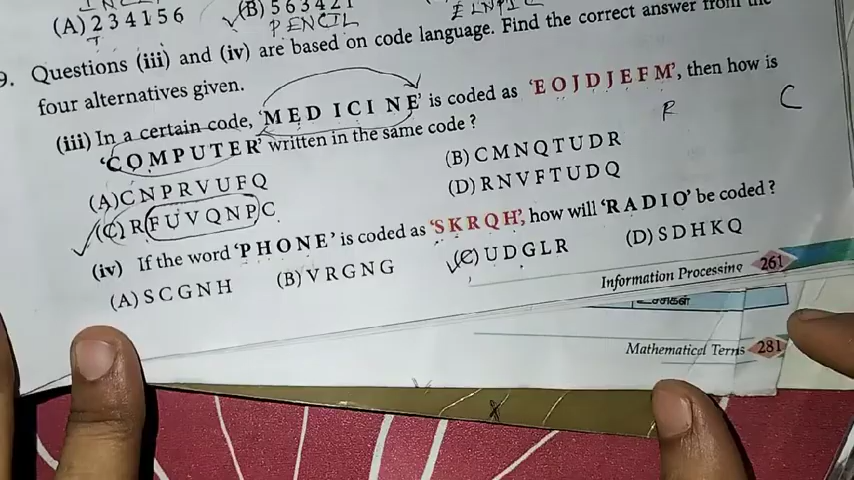 (A) 2 3 4 1 5 6
(B) 5 6 3 4 2 1
T
PENCIL
9. Questions (iii) and (iv) are based on code language. Find the correct answer from the
four alternatives given.
(iii) In a certain code, 'M E D I C I N E' is coded as 'E O J D J E F M', then how is
'C O M P U T E R' written in the same code ?
R
C
(A) C N P R V U F Q
(B) C M N Q T U D R
(C) R F U V Q N P C
(D) R N V F T U D Q
(iv) If the word 'P H O N E' is coded as 'S K R Q H', how will 'R A D I O' be coded ?
(A) S C G N H
(B) V R G N G
(C) U D G L R
(D) S D H K Q
Information Processing 261
Mathematical Terms 281